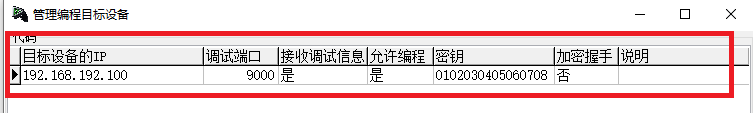 管理编程目标设备
代码
目标设备的IP 调试端口 接收调试信息 允许编程 密钥 加密握手 说明
192.168.192.100 9000 是 是 0102030405060708 否